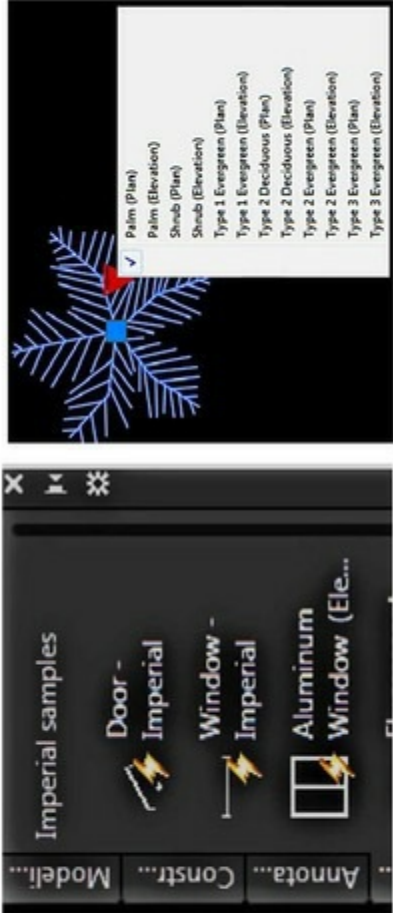 Imperial samples
Door -
Imperial
Window -
Imperial
Aluminum
Window (Ele...
Modeli...
Constr...
Annota...
Palm (Plan)
Palm (Elevation)
Shrub (Plan)
Shrub (Elevation)
Type 1 Evergreen (Plan)
Type 1 Evergreen (Elevation)
Type 2 Deciduous (Plan)
Type 2 Deciduous (Elevation)
Type 2 Evergreen (Plan)
Type 2 Evergreen (Elevation)
Type 3 Evergreen (Plan)
Type 3 Evergreen (Elevation)